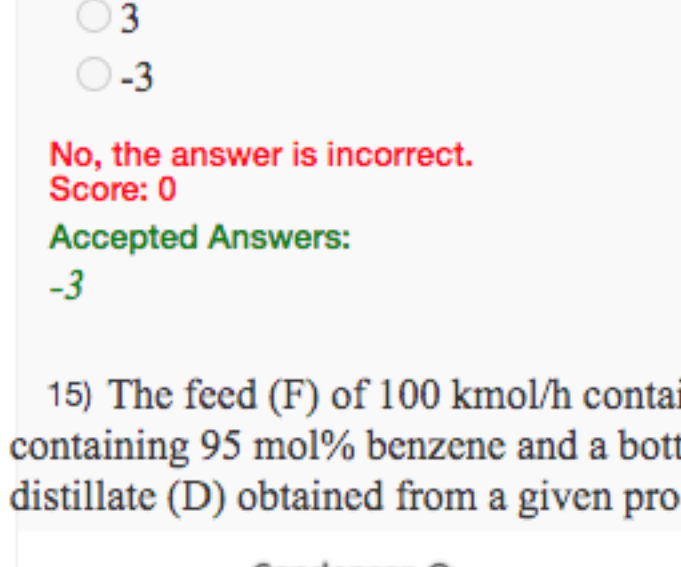 3
-3
No, the answer is incorrect.
Score: 0
Accepted Answers:
-3
15) The feed (F) of 100 kmol/h contai
containing 95 mol% benzene and a bott
distillate (D) obtained from a given pro